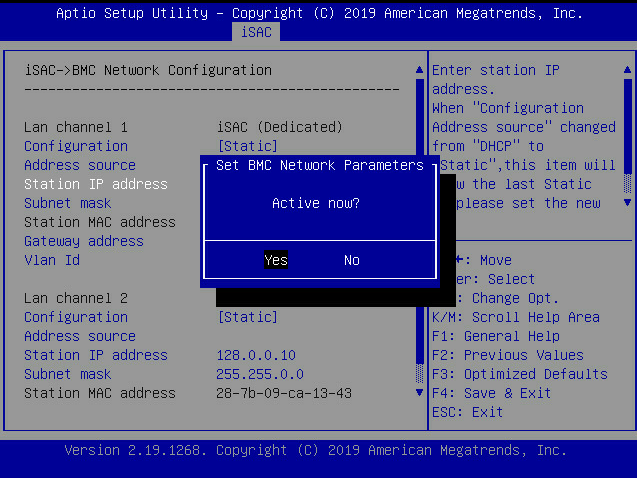 Aptio Setup Utility – Copyright (C) 2019 American Megatrends, Inc.
iSAC
iSAC->BMC Network Configuration
Lan channel 1 iSAC (Dedicated)
Configuration [Static]
Address source
Station IP address
Subnet mask
Station MAC address
Gateway address
Vlan Id
Lan channel 2
Configuration [Static]
Address source
Station IP address 128.0.0.10
Subnet mask 255.255.0.0
Station MAC address 28-7b-09-ca-13-43
Set BMC Network Parameters
Active now?
Yes No
Enter station IP
address.
When "Configuration
Address source" changed
from "DHCP" to
Static",this item will
the last Static
please set the new
: Move
: Select
: Change Opt.
K/M: Scroll Help Area
F1: General Help
F2: Previous Values
F3: Optimized Defaults
F4: Save & Exit
ESC: Exit
Version 2.19.1268. Copyright (C) 2019 American Megatrends, Inc.